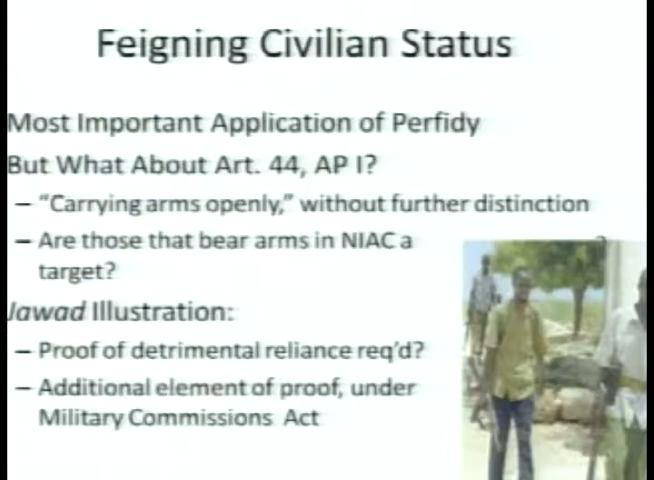 Feigning Civilian Status
Most Important Application of Perfidy
But What About Art. 44, AP I?
– “Carrying arms openly,” without further distinction
– Are those that bear arms in NIAC a
target?
Jawad Illustration:
– Proof of detrimental reliance req’d?
– Additional element of proof, under
Military Commissions Act